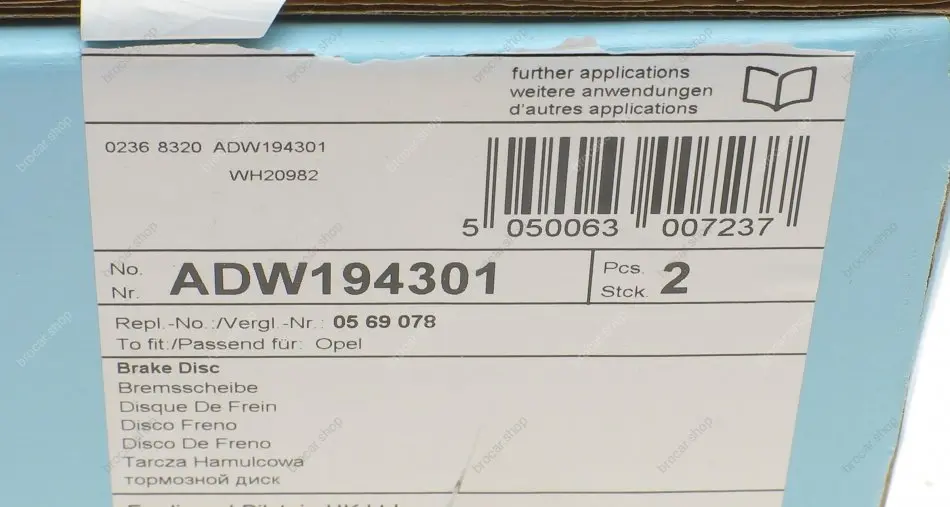 further applications
weitere anwendungen
d'autres applications
0236 8320 ADW194301
WH20982
5 050063 007237
No.
Nr. ADW194301
Pcs.
Stck. 2
Repl.-No.:/Vergl.-Nr.: 05 69 078
To fit:/Passend für: Opel
Brake Disc
Bremsscheibe
Disque De Frein
Disco Freno
Disco De Freno
Tarcza Hamulcowa
тормозной диск
brocar.shop